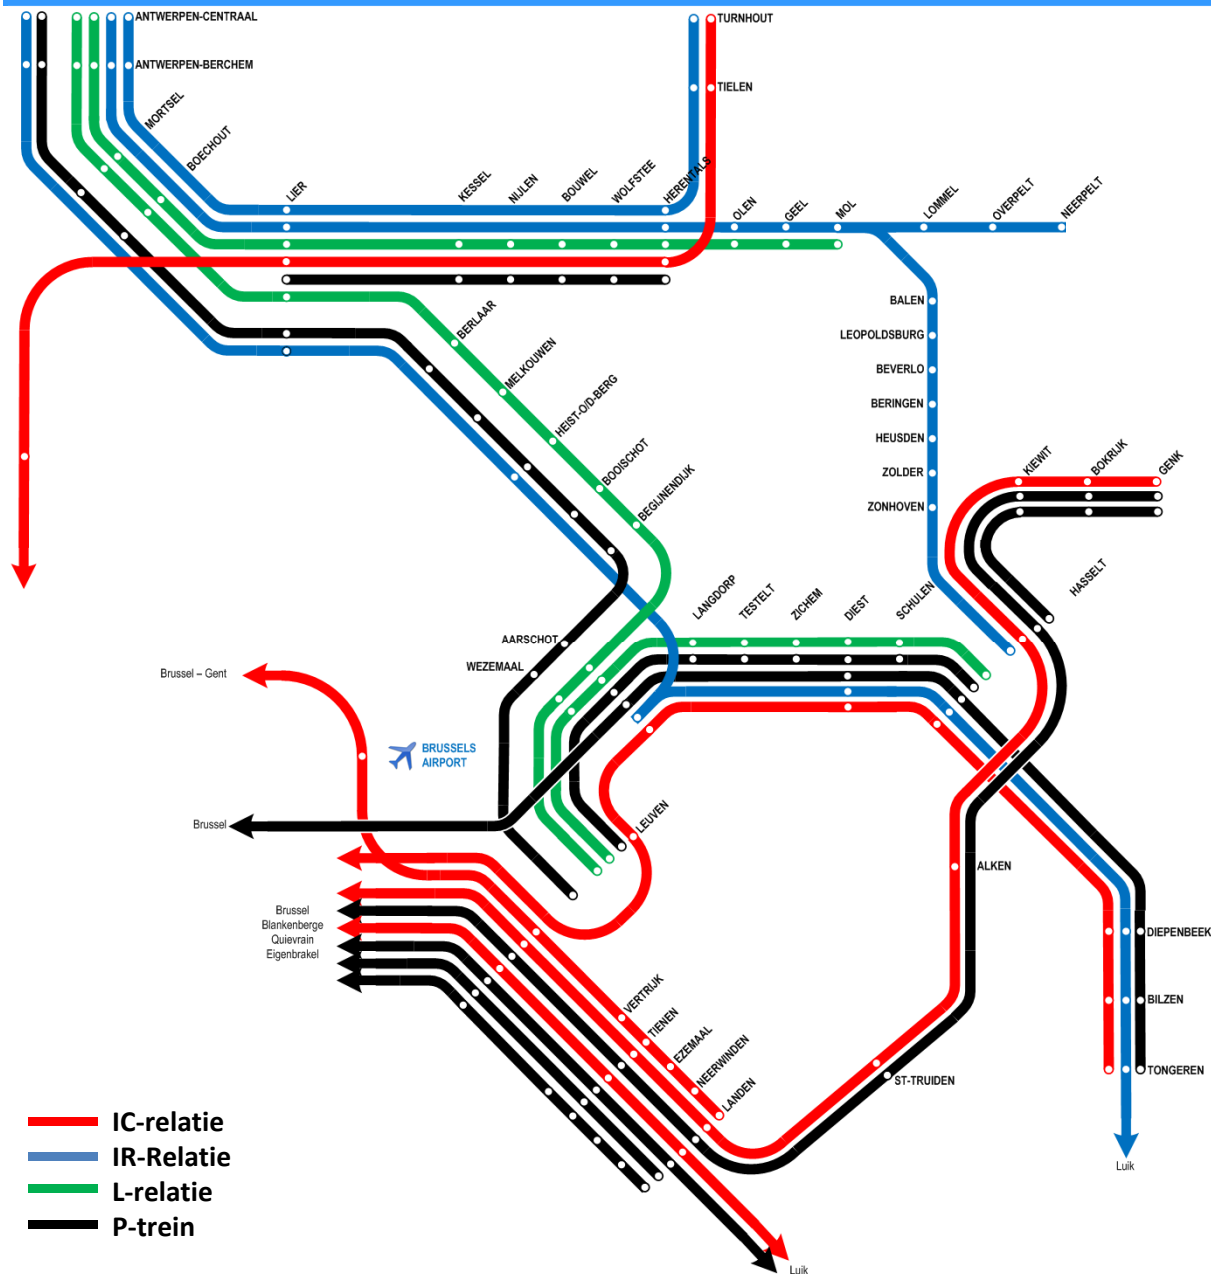 ANTWERPEN-CENTRAAL
TURNHOUT
ANTWERPEN-BERCHEM
TIELEN
MORTSEL
BOECHOUT
LIER
KESSEL
NIJLEN
BOUWEL
WOLFSTEE
HERENTALS
OLEN
GEEL
MOL
LOMMEL
OVERPELT
NEERPELT
BALEN
LEOPOLDSBURG
BEVERLO
BERINGEN
HEUSDEN
ZOLDER
ZONHOVEN
BERLAAR
MELKOUWEN
HEIST-O/D-BERG
BOOISCHOT
BEGIJNENDIJK
KIEWIT
BOKRIJK
GENK
HASSELT
LANGDORP
TESTELT
ZICHEM
DIEST
SCHULEN
AARSCHOT
WEZEMAAL
Brussel – Gent
BRUSSELS
AIRPORT
Brussel
LEUVEN
ALKEN
Brussel
Blankenberge
Quievrain
Eigenbrakel
DIEPENBEEK
BILZEN
TONGEREN
VERTRIJK
TIENEN
EZEMAAL
NEERWINDEN
LANDEN
ST-TRUIDEN
Luik
Luik
IC-relatie
IR-Relatie
L-relatie
P-trein